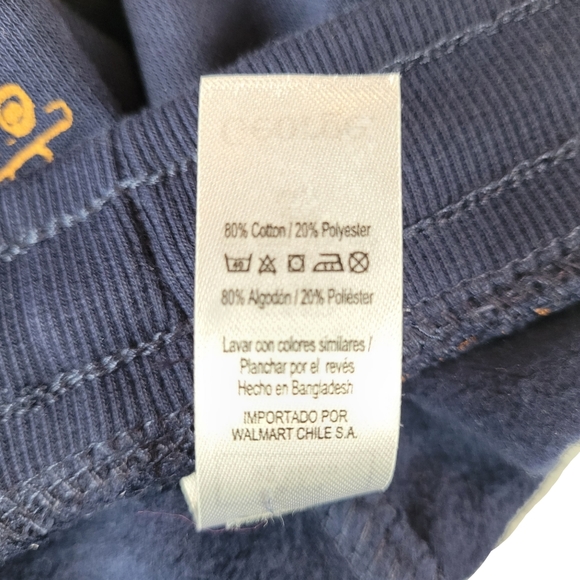 80% Cotton / 20% Polyester
40
80% Algodón / 20% Poliéster
Lavar con colores similares /
Planchar por el revés
Hecho en Bangladesh
IMPORTADO POR
WALMART CHILE S.A.